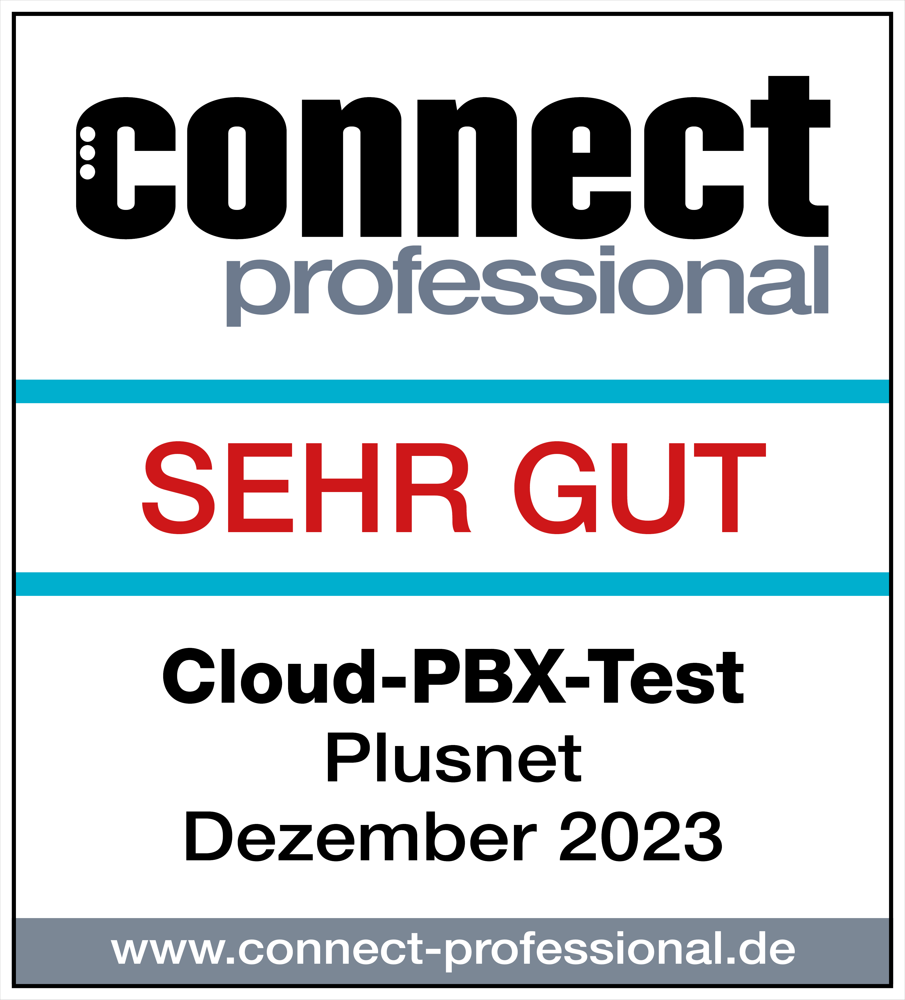 connect
professional
SEHR GUT
Cloud-PBX-Test
Plusnet
Dezember 2023
www.connect-professional.de